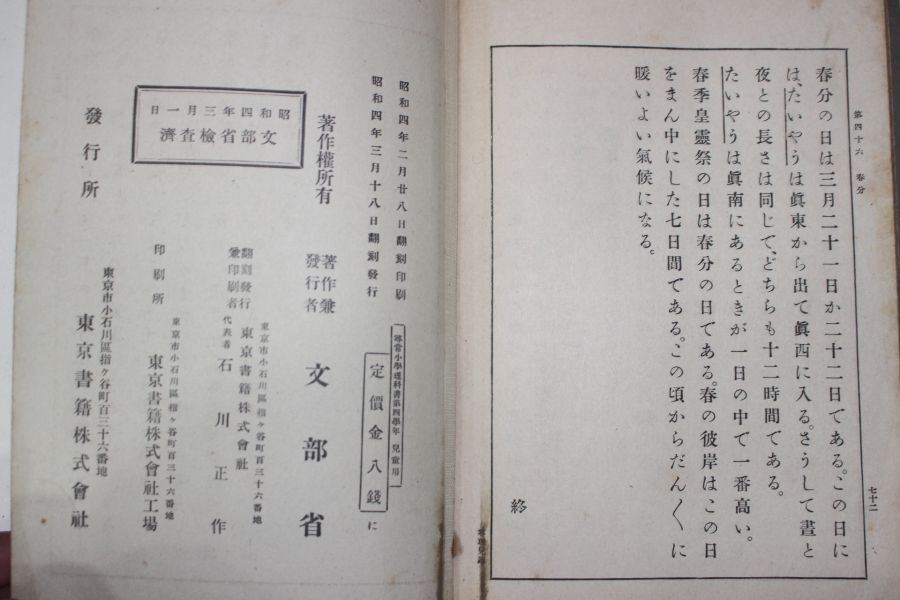 第四十六 春分
七十二
春分の日は三月二十一日か二十二日である。この日に
は、たいやうは眞東から出て眞西に入る。さうして晝と
夜との長さは同じで、どちらも十二時間である。
たいやうは眞南にあるときが一日の中で一番高い。
春季皇靈祭の日は春分の日である。春の彼岸はこの日
をまん中にした七日間である。この頃からだん〱に
暖いよい氣候になる。
終
昭和四年二月廿八日翻刻印刷
昭和四年三月十八日翻刻發行
尋常小學理科書第四學年 兒童用
定價金八錢
に
著作權所有
著作兼
發行者
文部省
東京市小石川區指ヶ谷町百三十六番地
翻刻發行
兼印刷者
東京書籍株式會社
代表者 石川正作
東京市小石川區指ヶ谷町百三十六番地
印刷所
東京書籍株式會社工場
日一月三年四和昭
濟査檢省部文
發行所
東京市小石川區指ヶ谷町百三十六番地
東京書籍株式會社